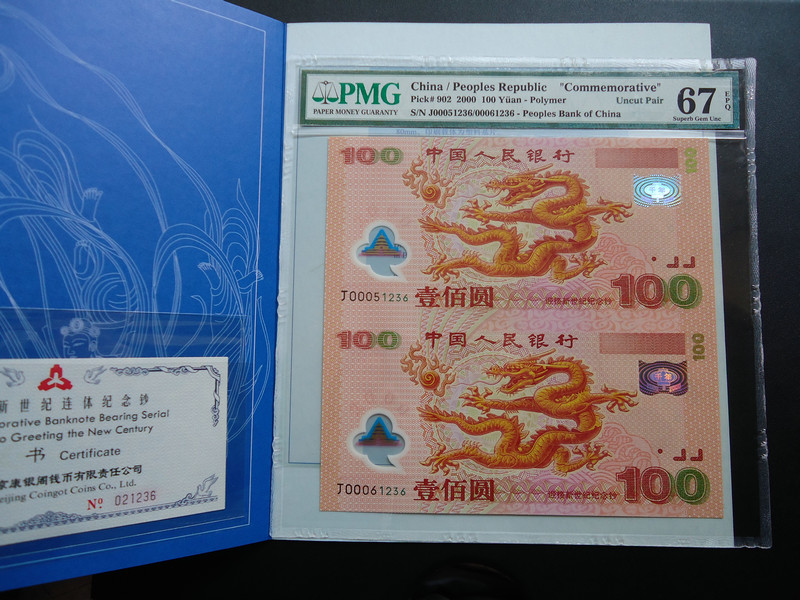 PMG
PAPER MONEY GUARANTY
China / Peoples Republic "Commemorative"
Pick# 902 2000 100 Yüan - Polymer Uncut Pair
S/N J00051236/00061236 - Peoples Bank of China
67 EPQ
Superb Gem Unc
100 中国人民银行 100
J00051236 壹佰圆 迎接新世纪纪念钞 100
100 中国人民银行 100
J00061236 壹佰圆 迎接新世纪纪念钞 100
新世纪连体纪念钞
orative Banknote Bearing Serial
o Greeting the New Century
书 Certificate
京康银阁钱币有限责任公司
eijing Coingot Coins Co., Ltd.
Nº 021236